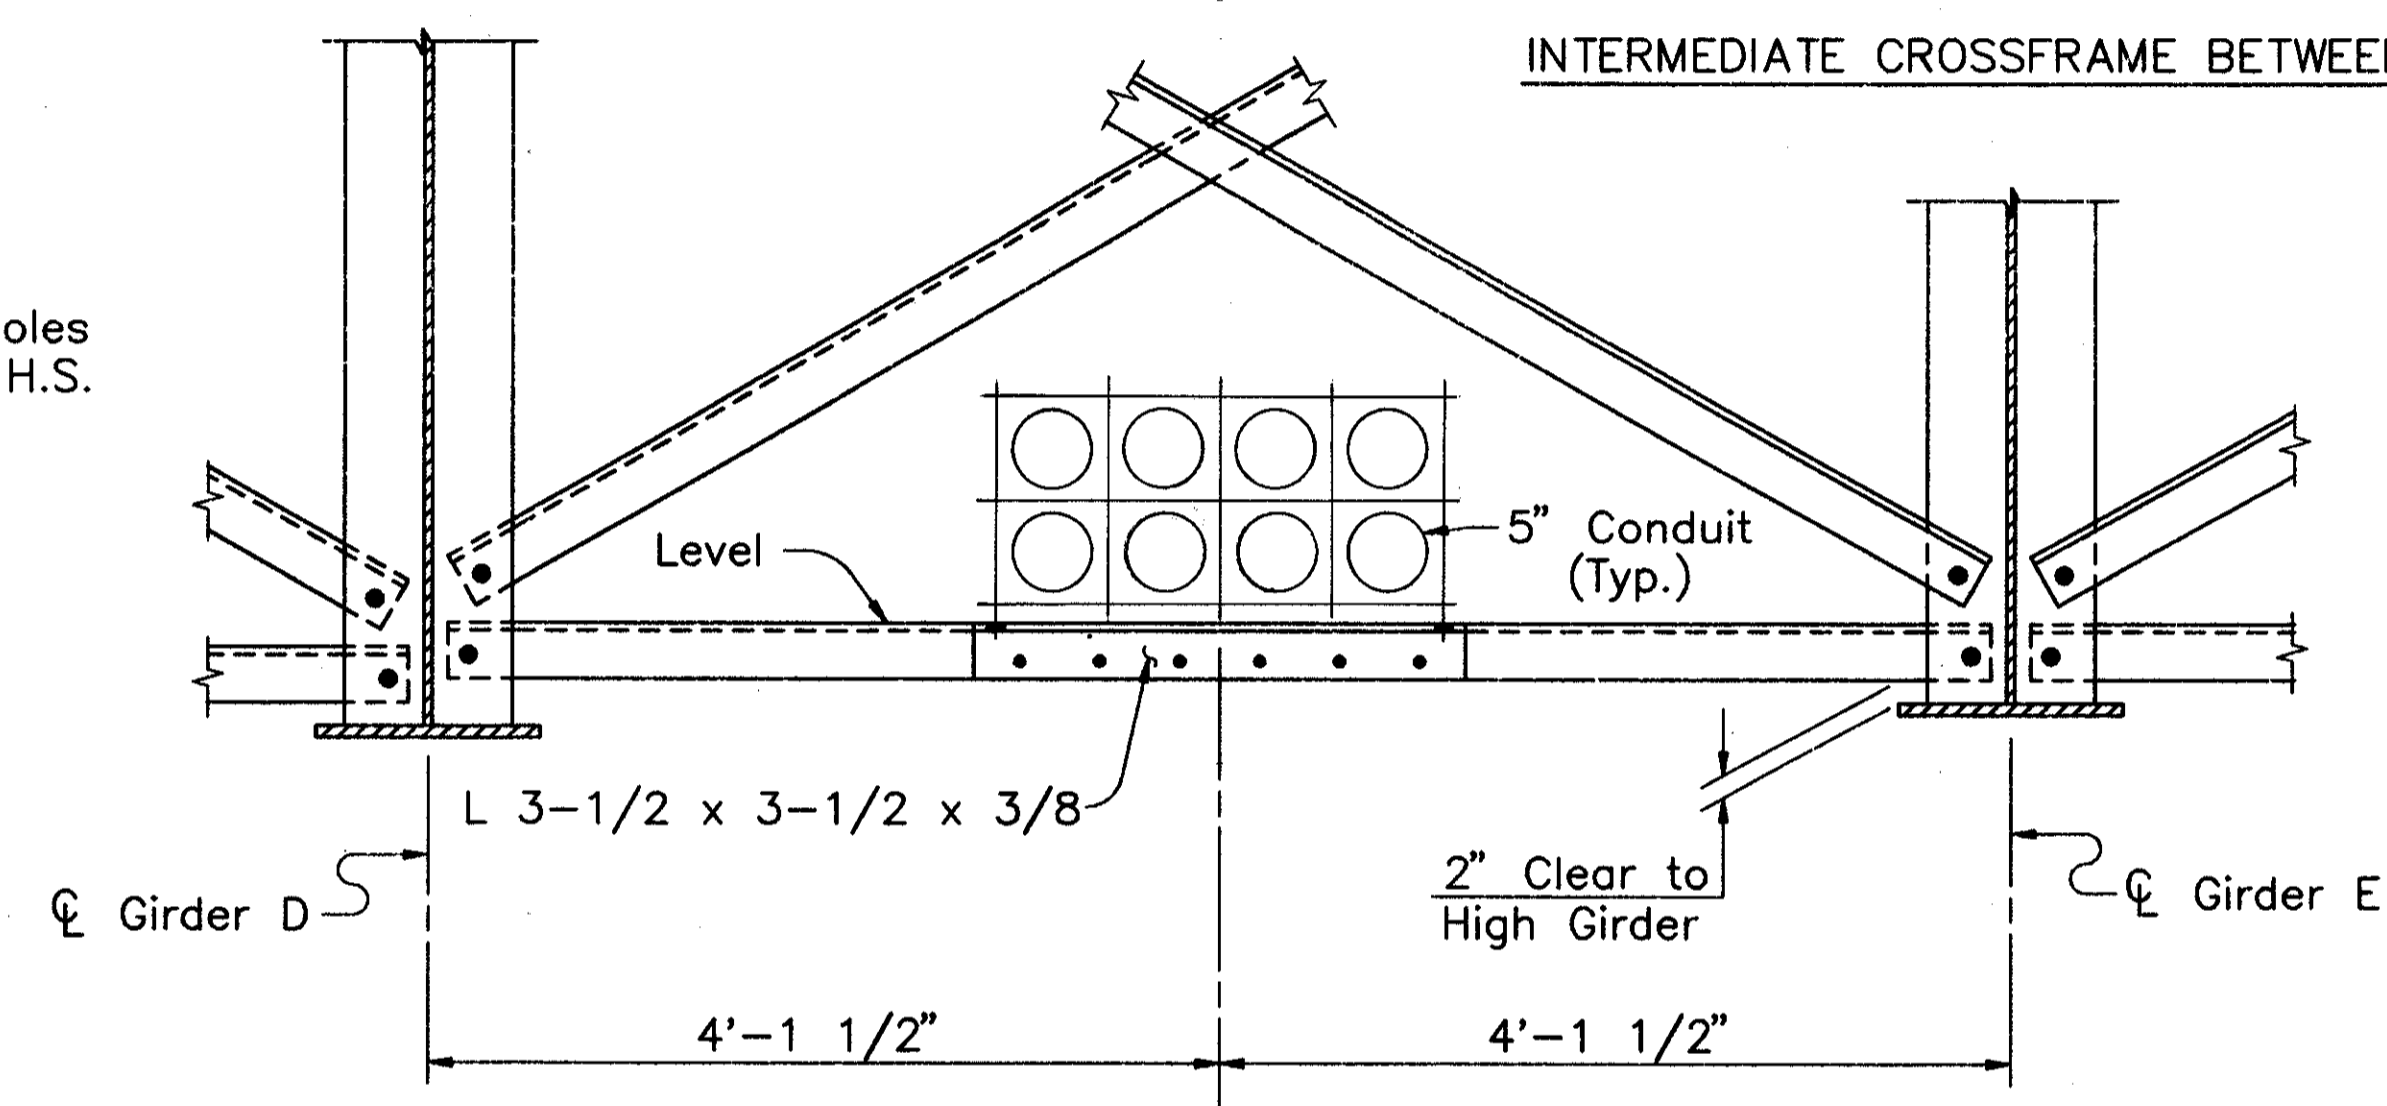 INTERMEDIATE CROSSFRAME
oles
H.S.
Level
5" Conduit
(Typ.)
L 3-1/2 x 3-1/2 x 3/8
2" Clear to
High Girder
℄ Girder D
℄ Girder E
4'-1 1/2"
4'-1 1/2"